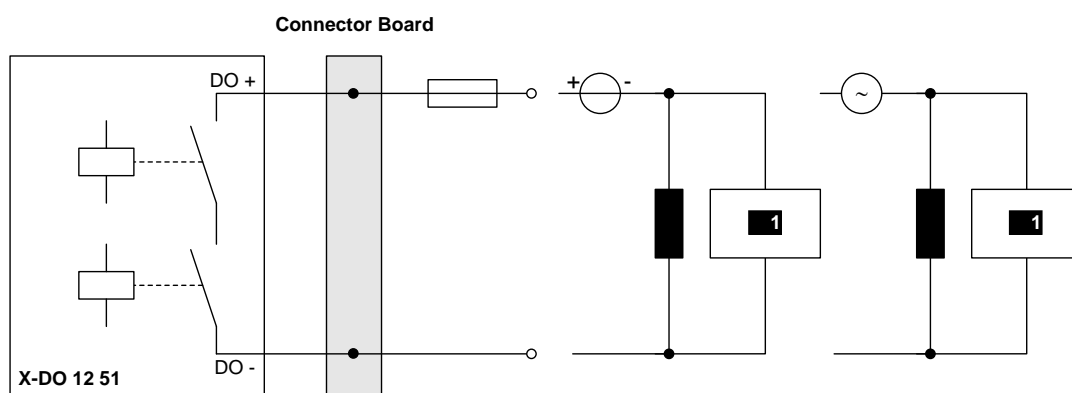 Connector Board
DO +
+ -
~
1
1
DO -
X-DO 12 51